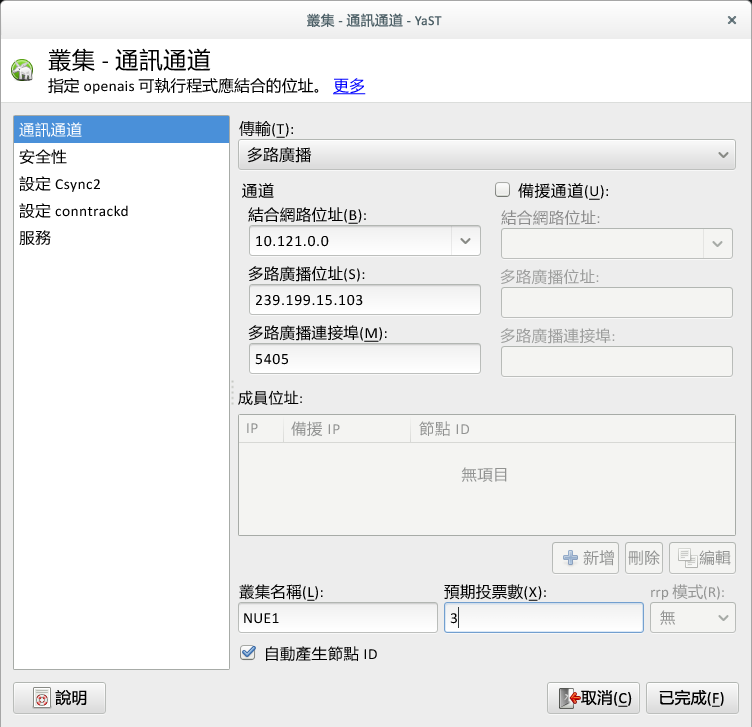 叢集 - 通訊通道 - YaST
叢集 - 通訊通道
指定 openais 可執行程式應結合的位址。 更多
通訊通道
安全性
設定 Csync2
設定 conntrackd
服務
傳輸(T):
多路廣播
通道
備援通道(U):
結合網路位址(B):
結合網路位址:
10.121.0.0
多路廣播位址(S):
多路廣播位址:
239.199.15.103
多路廣播連接埠(M):
多路廣播連接埠:
5405
成員位址:
IP 備援 IP 節點 ID
無項目
新增 刪除 編輯
叢集名稱(L): 預期投票數(X): rrp 模式(R):
NUE1 3 無
自動產生節點 ID
說明 取消(C) 已完成(F)